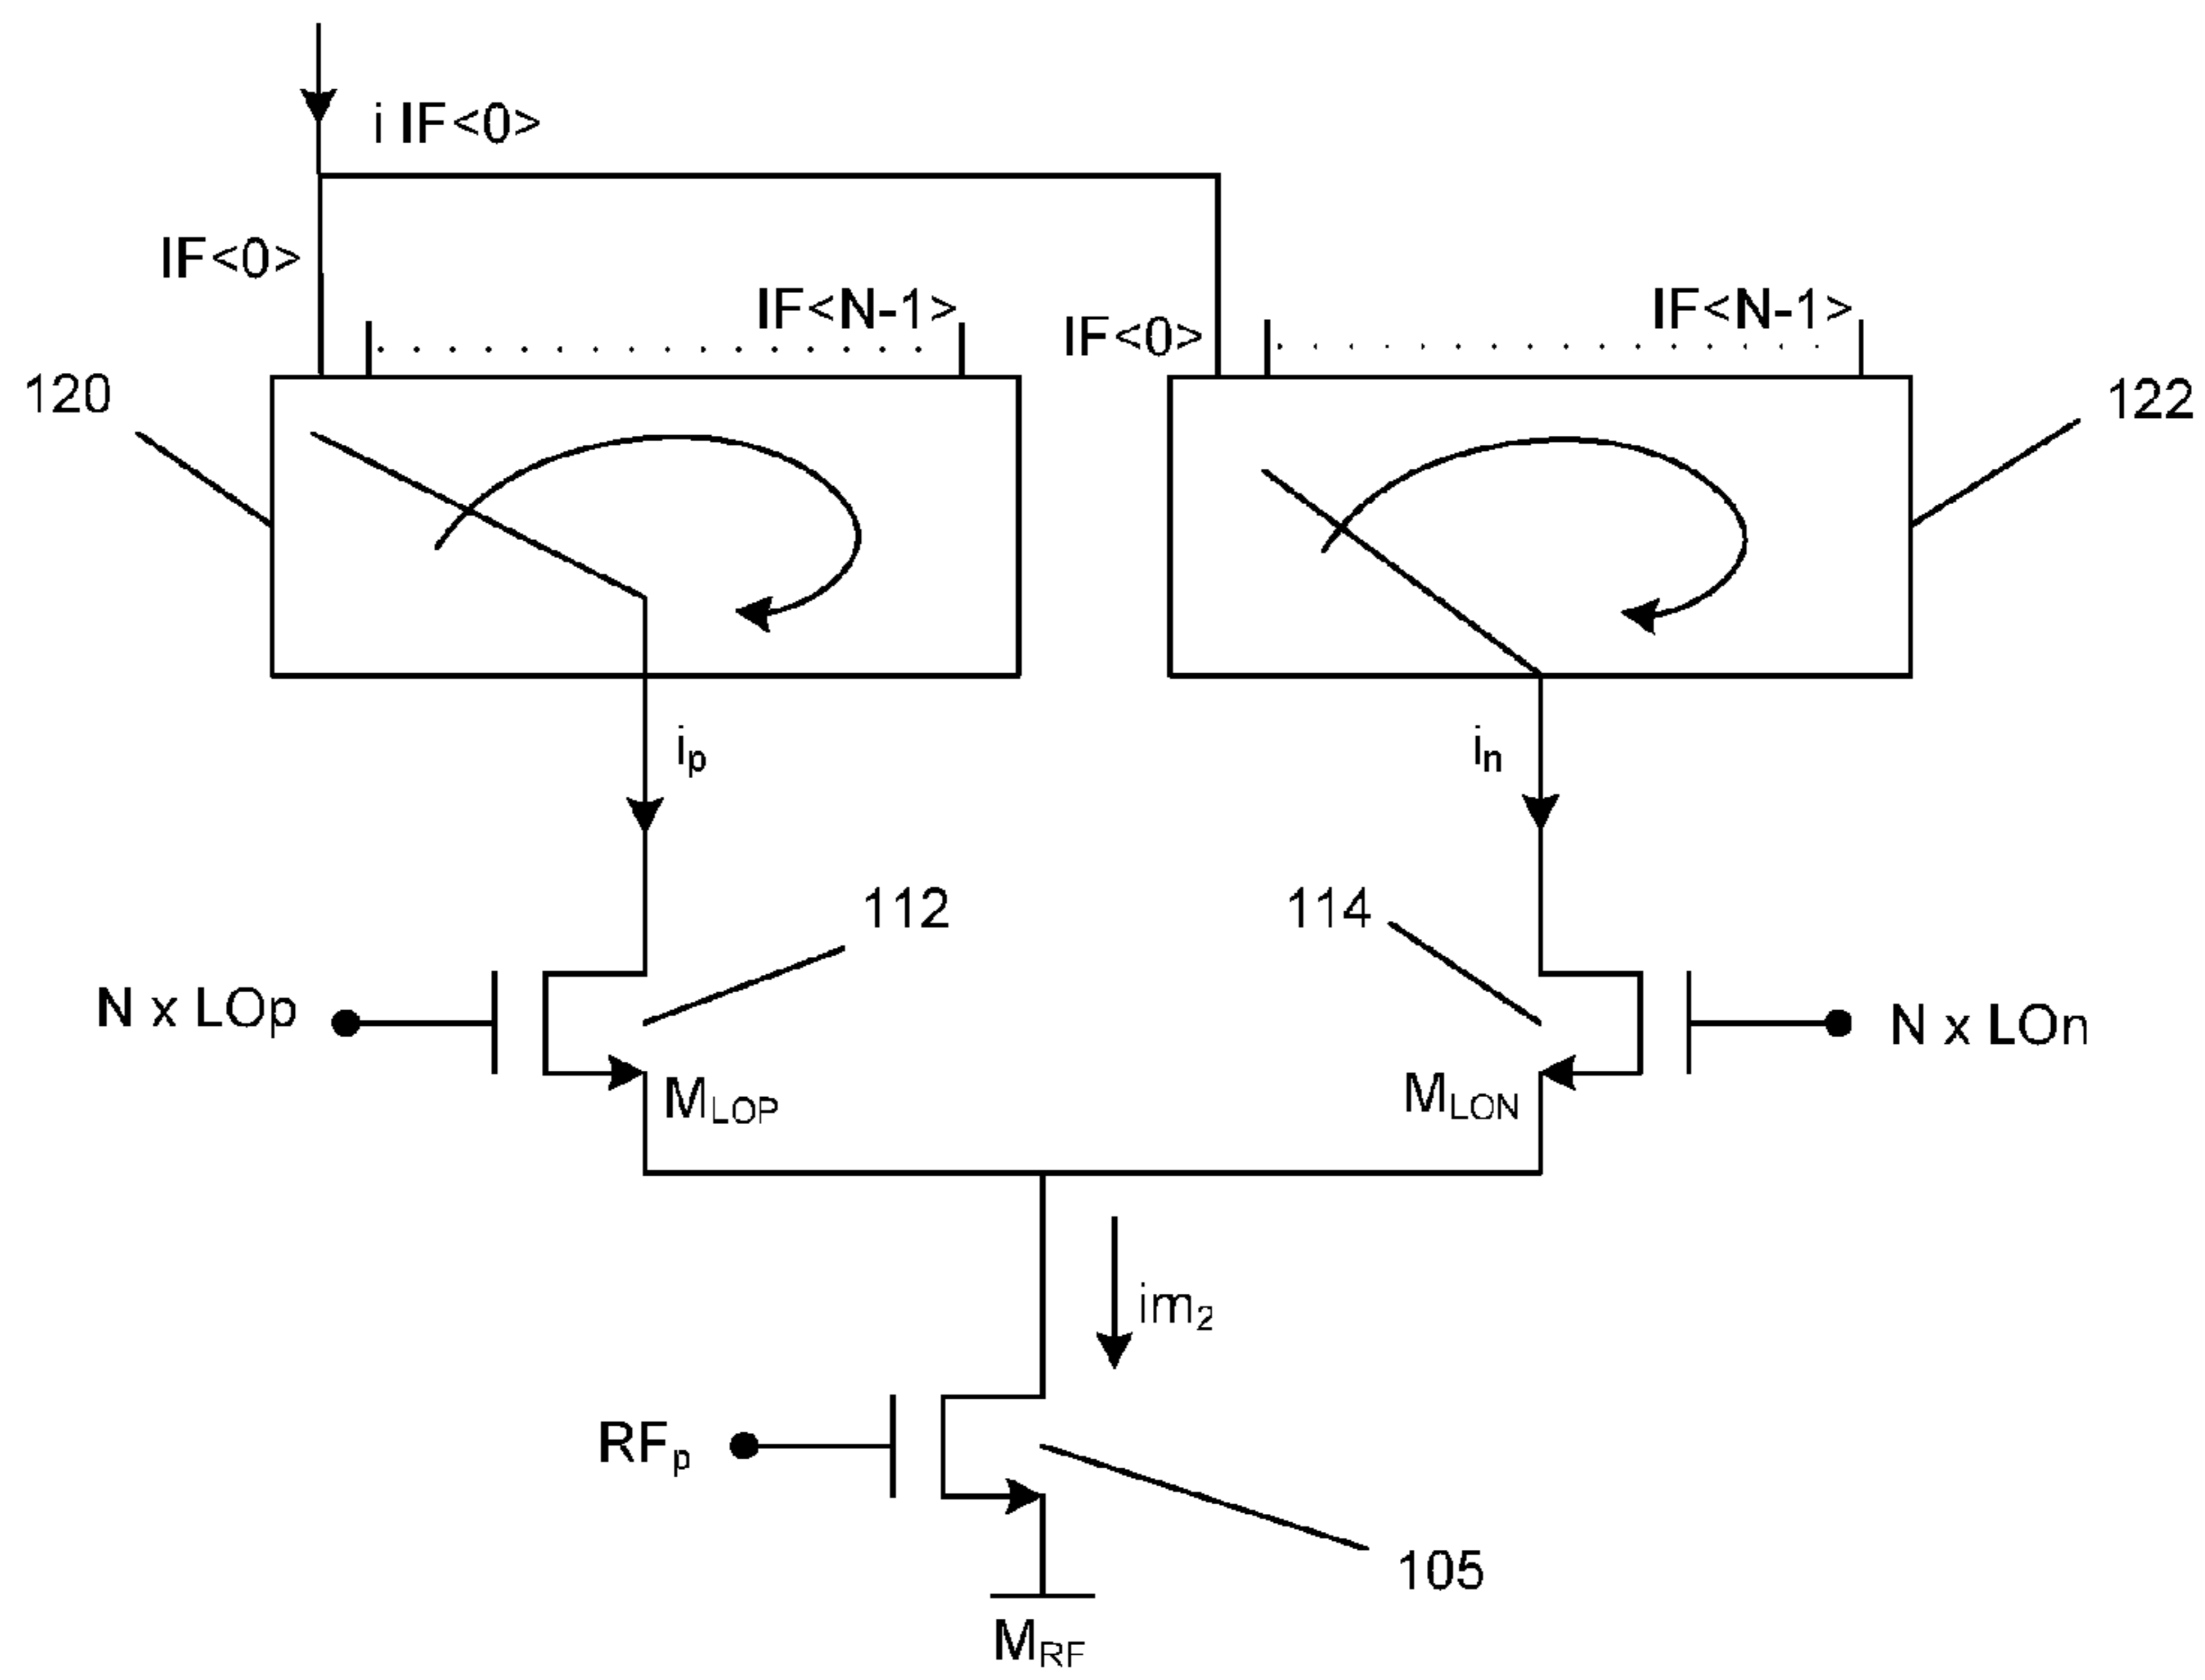 i IF<0>
IF<0>
IF<N-1>
IF<0>
IF<N-1>
120
122
ip
in
112
114
N x LOp
N x LOn
MLOP
MLON
im2
RFp
105
MRF